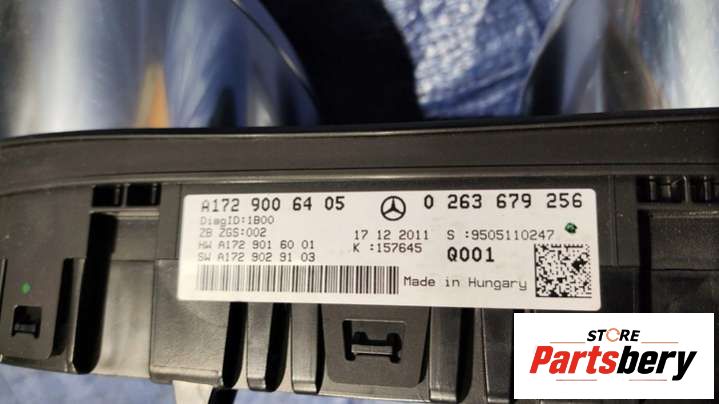 A172 900 64 05 0 263 679 256
DiagID:1B00
ZB ZGS:002 17 12 2011 S :9505110247
HW A172 901 60 01 K :157645 Q001
SW A172 902 91 03
Made in Hungary
STORE
Partsbery